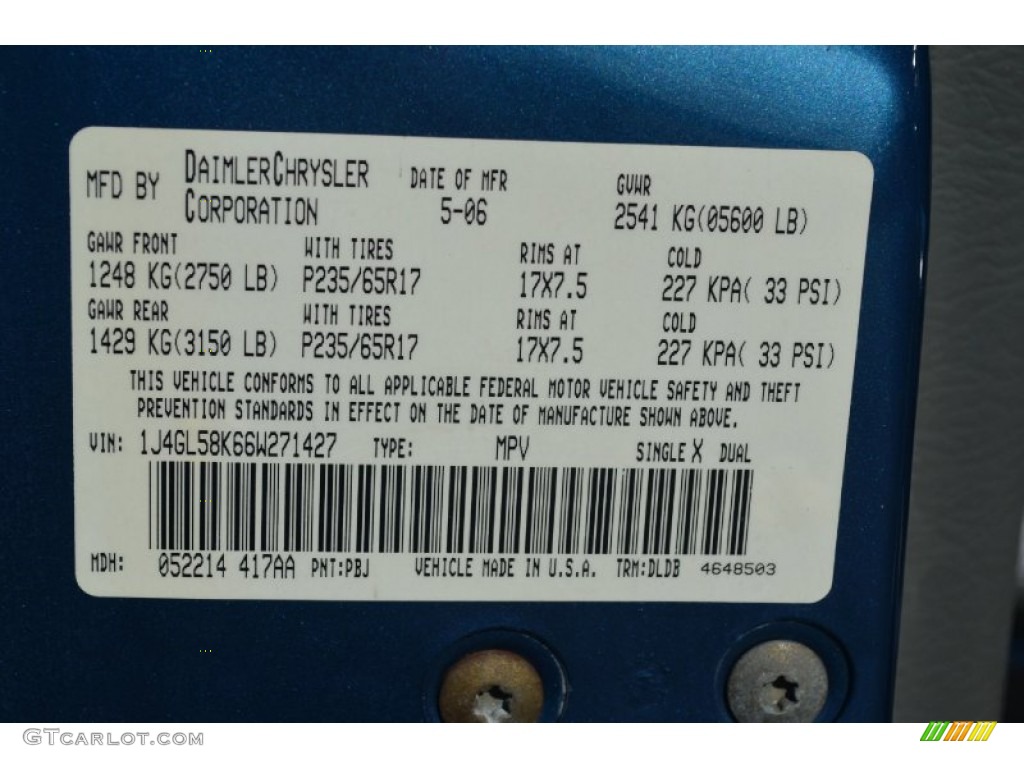 MFD BY DAIMLERCHRYSLER CORPORATION DATE OF MFR 5-06 GVWR 2541 KG(05600 LB)
GAWR FRONT WITH TIRES RIMS AT COLD
1248 KG(2750 LB) P235/65R17 17X7.5 227 KPA( 33 PSI)
GAWR REAR WITH TIRES RIMS AT COLD
1429 KG(3150 LB) P235/65R17 17X7.5 227 KPA( 33 PSI)
THIS VEHICLE CONFORMS TO ALL APPLICABLE FEDERAL MOTOR VEHICLE SAFETY AND THEFT
PREVENTION STANDARDS IN EFFECT ON THE DATE OF MANUFACTURE SHOWN ABOVE.
VIN: 1J4GL58K66W271427 TYPE: MPV SINGLE X DUAL
MDH: 052214 417AA PNT:PBJ VEHICLE MADE IN U.S.A. TRM:DLDB 4648503
GTCARLOT.COM